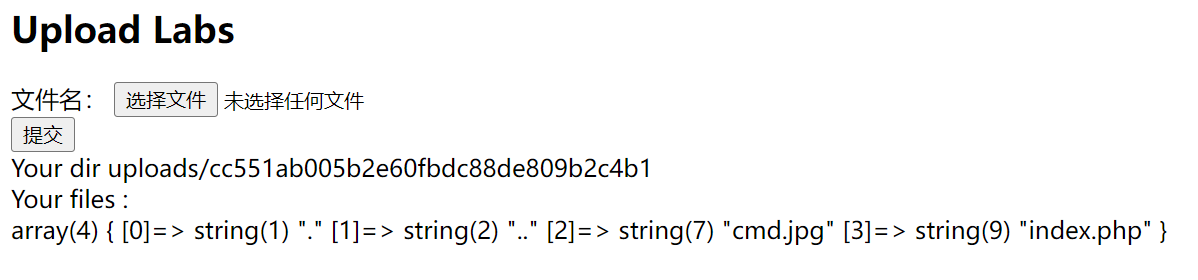 Upload Labs
文件名： 选择文件 未选择任何文件
提交
Your dir uploads/cc551ab005b2e60fbdc88de809b2c4b1
Your files :
array(4) { [0]=> string(1) "." [1]=> string(2) ".." [2]=> string(7) "cmd.jpg" [3]=> string(9) "index.php" }